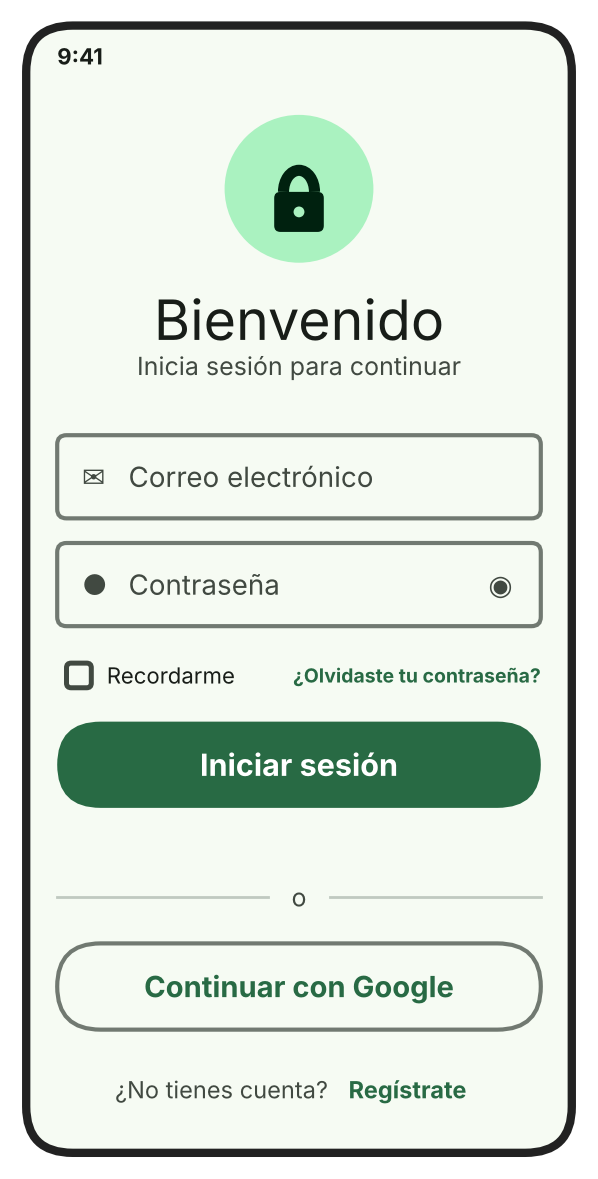 9:41
Bienvenido
Inicia sesión para continuar
Correo electrónico
Contraseña
Recordarme ¿Olvidaste tu contraseña?
Iniciar sesión
o
Continuar con Google
¿No tienes cuenta? Regístrate